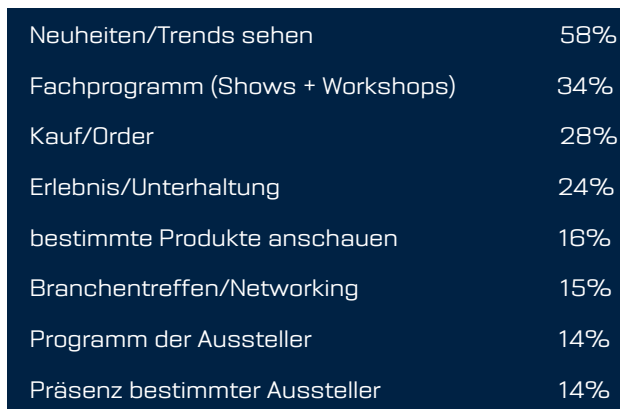 Neuheiten/Trends sehen 58%
Fachprogramm (Shows + Workshops) 34%
Kauf/Order 28%
Erlebnis/Unterhaltung 24%
bestimmte Produkte anschauen 16%
Branchentreffen/Networking 15%
Programm der Aussteller 14%
Präsenz bestimmter Aussteller 14%